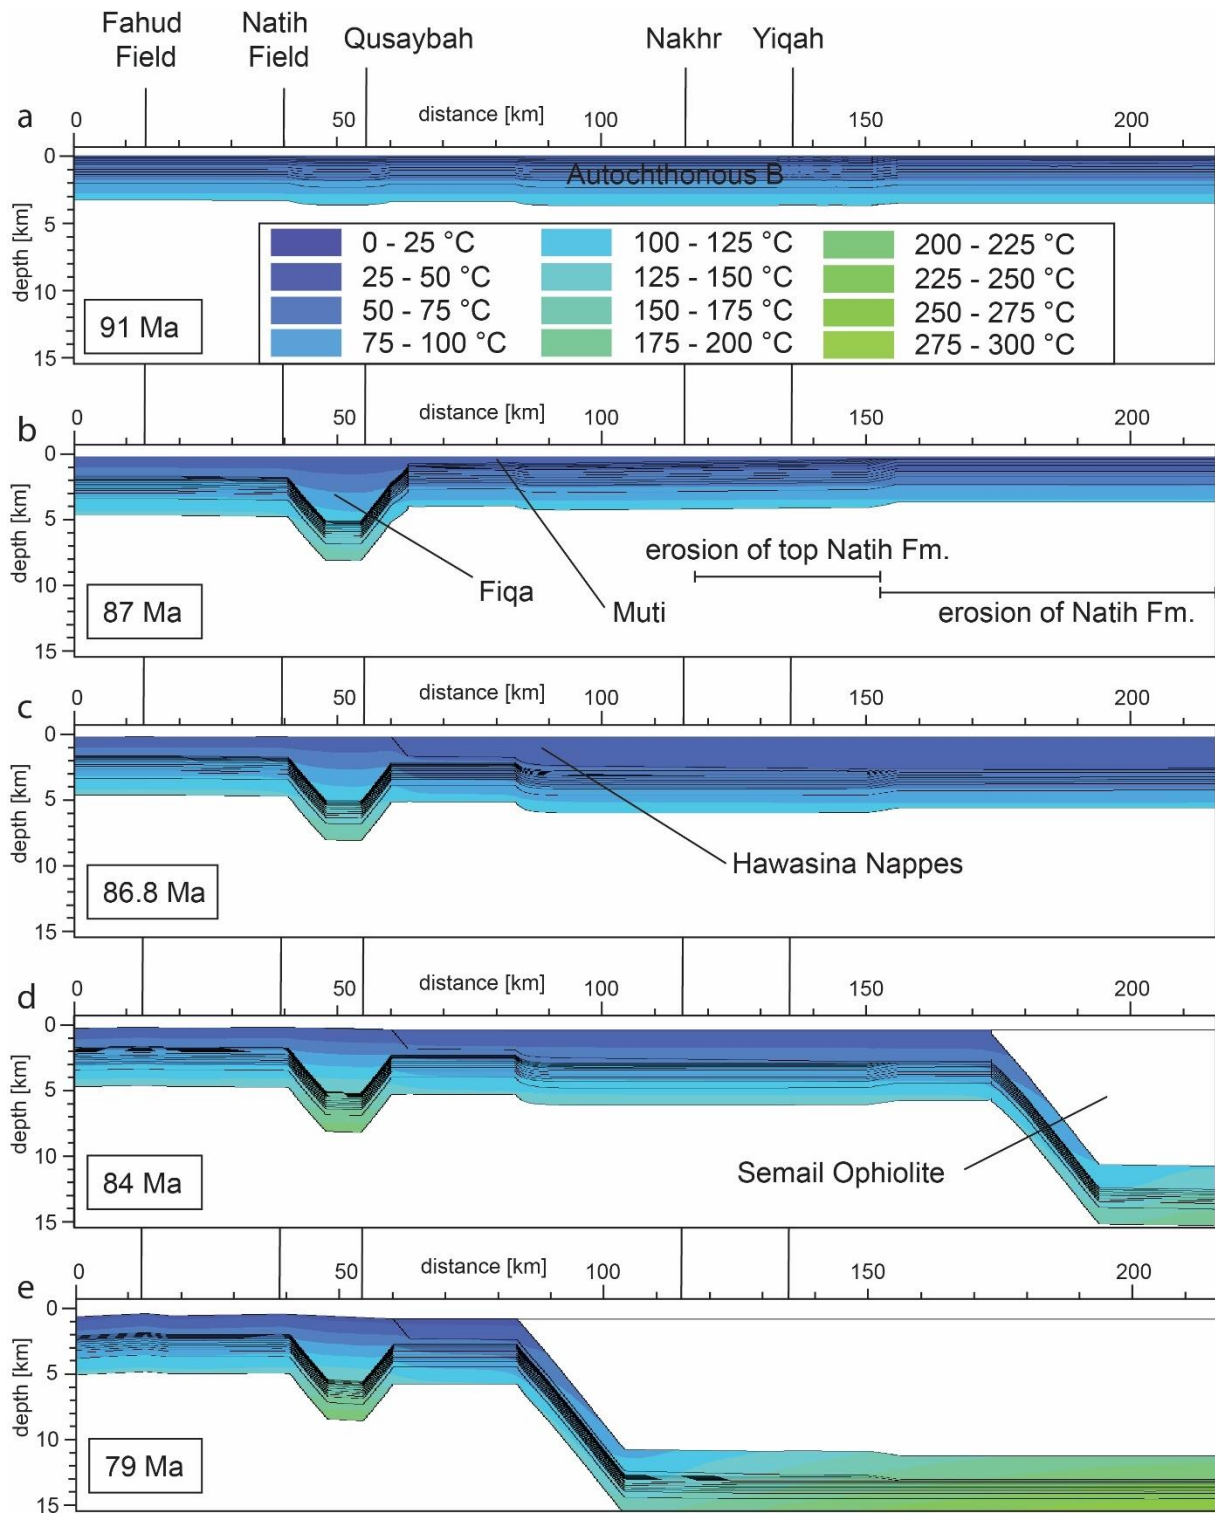 Fahud Field
Natih Field
Qusaybah
Nakhr
Yiqah
a
0 50 distance [km] 100 150 200
depth [km]
0
5
10
15
Autochthonous B
0 - 25 °C
25 - 50 °C
50 - 75 °C
75 - 100 °C
100 - 125 °C
125 - 150 °C
150 - 175 °C
175 - 200 °C
200 - 225 °C
225 - 250 °C
250 - 275 °C
275 - 300 °C
91 Ma
b
0 50 distance [km] 100 150 200
depth [km]
0
5
10
15
Fiqa
Muti
erosion of top Natih Fm.
erosion of Natih Fm.
87 Ma
c
0 50 distance [km] 100 150 200
depth [km]
0
5
10
15
Hawasina Nappes
86.8 Ma
d
0 50 distance [km] 100 150 200
depth [km]
0
5
10
15
Semail Ophiolite
84 Ma
e
0 50 distance [km] 100 150 200
depth [km]
0
5
10
15
79 Ma